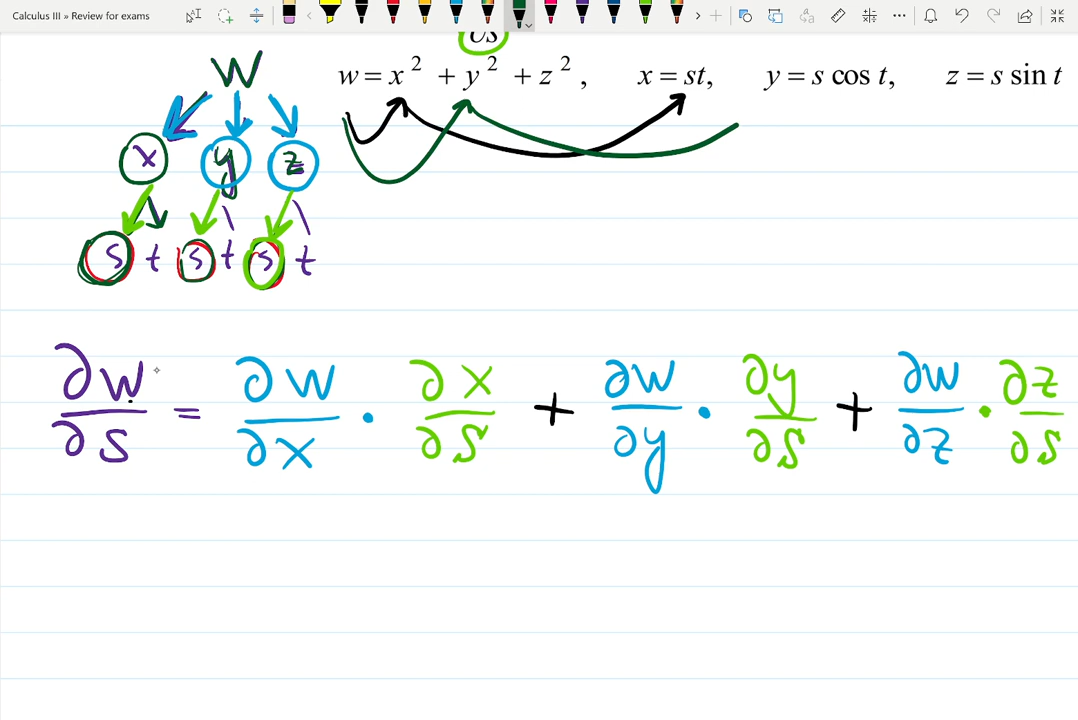 Calculus III » Review for exams
∂s
w = x² + y² + z², x = st, y = s cos t, z = s sin t
w
x y z
s t s t s t
∂w/∂s = ∂w/∂x · ∂x/∂s + ∂w/∂y · ∂y/∂s + ∂w/∂z · ∂z/∂s